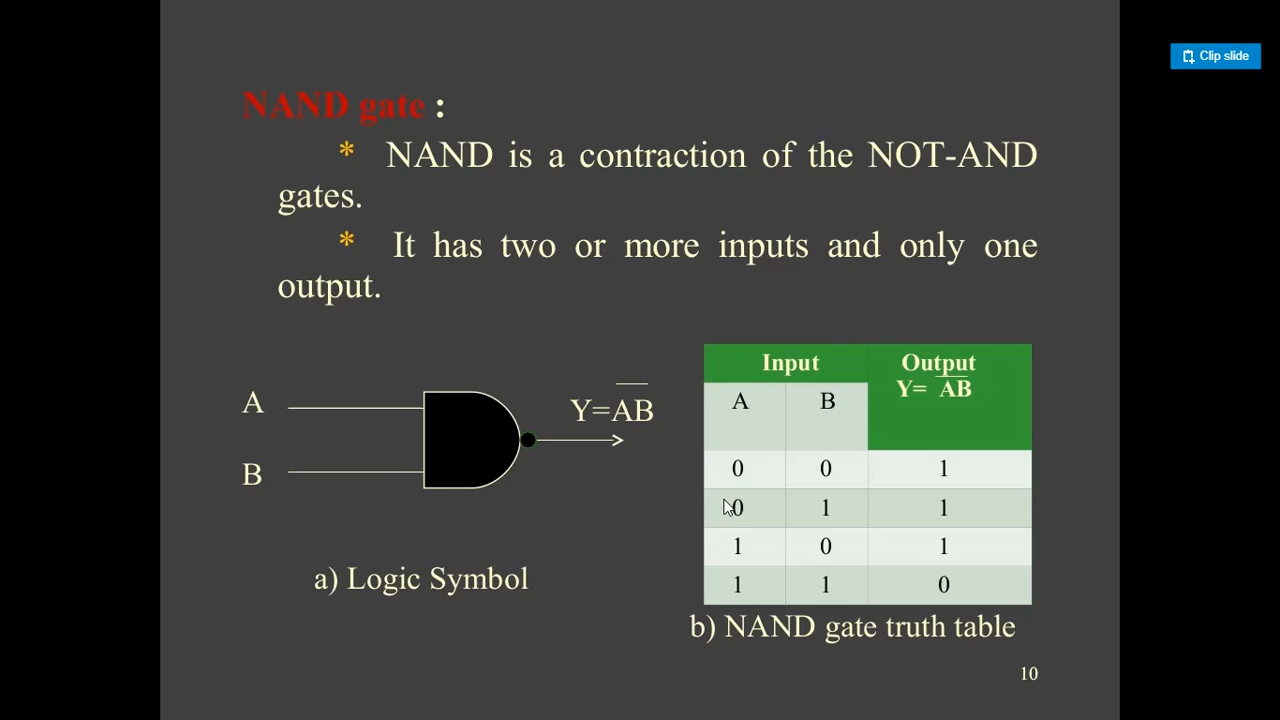 Clip slide
NAND gate :
* NAND is a contraction of the NOT-AND
gates.
* It has two or more inputs and only one
output.
A
B
Y=A̅B̅
a) Logic Symbol
Input Output
Y= A̅B̅
A B
0 0 1
0 1 1
1 0 1
1 1 0
b) NAND gate truth table
10